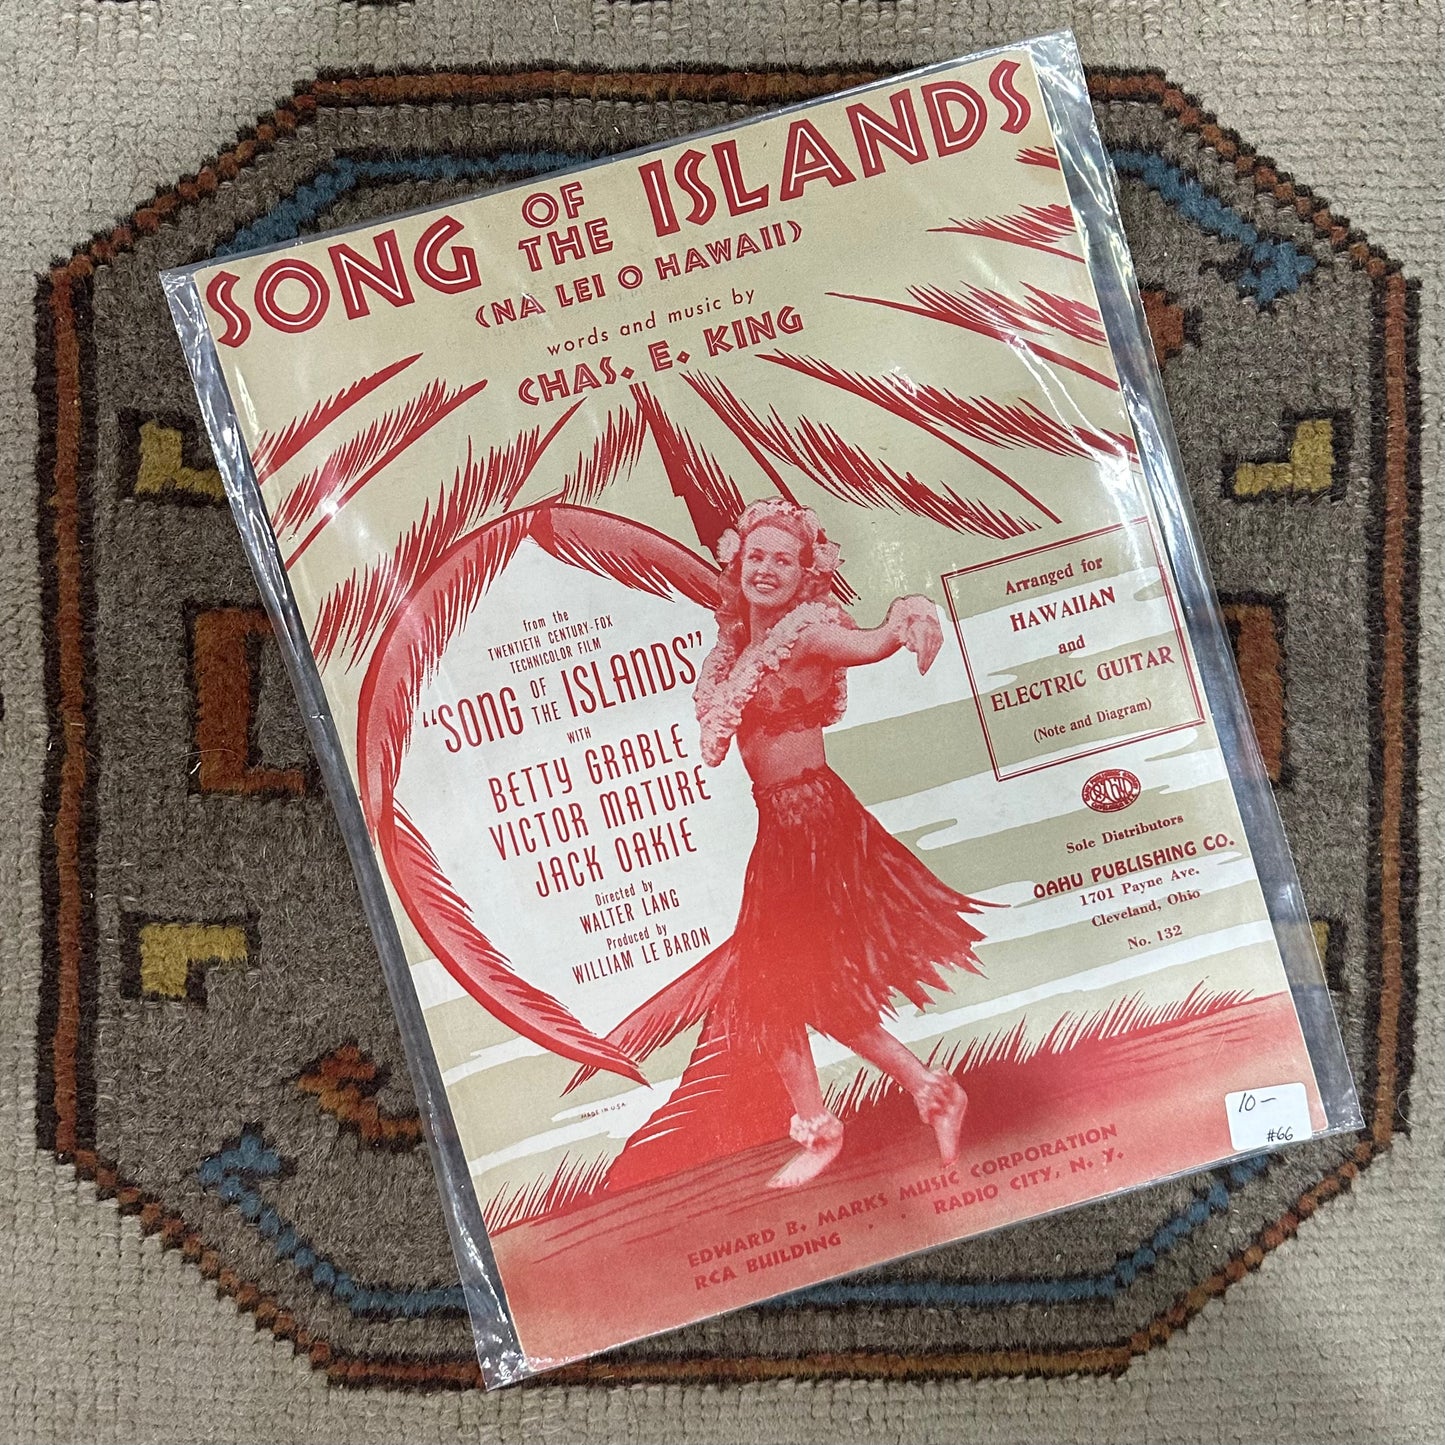 SONG OF THE ISLANDS
(NA LEI O HAWAII)
words and music by
CHAS. E. KING
from the
TWENTIETH CENTURY-FOX
TECHNICOLOR FILM
"SONG OF THE ISLANDS"
WITH
BETTY GRABLE
VICTOR MATURE
JACK OAKIE
Directed by
WALTER LANG
Produced by
WILLIAM LE BARON
MADE IN U.S.A.
Arranged for
HAWAIIAN
and
ELECTRIC GUITAR
(Note and Diagram)
Sole Distributors
OAHU PUBLISHING CO.
1701 Payne Ave.
Cleveland, Ohio
No. 132
10 —
#66
EDWARD B. MARKS MUSIC CORPORATION
RCA BUILDING . . RADIO CITY, N. Y.